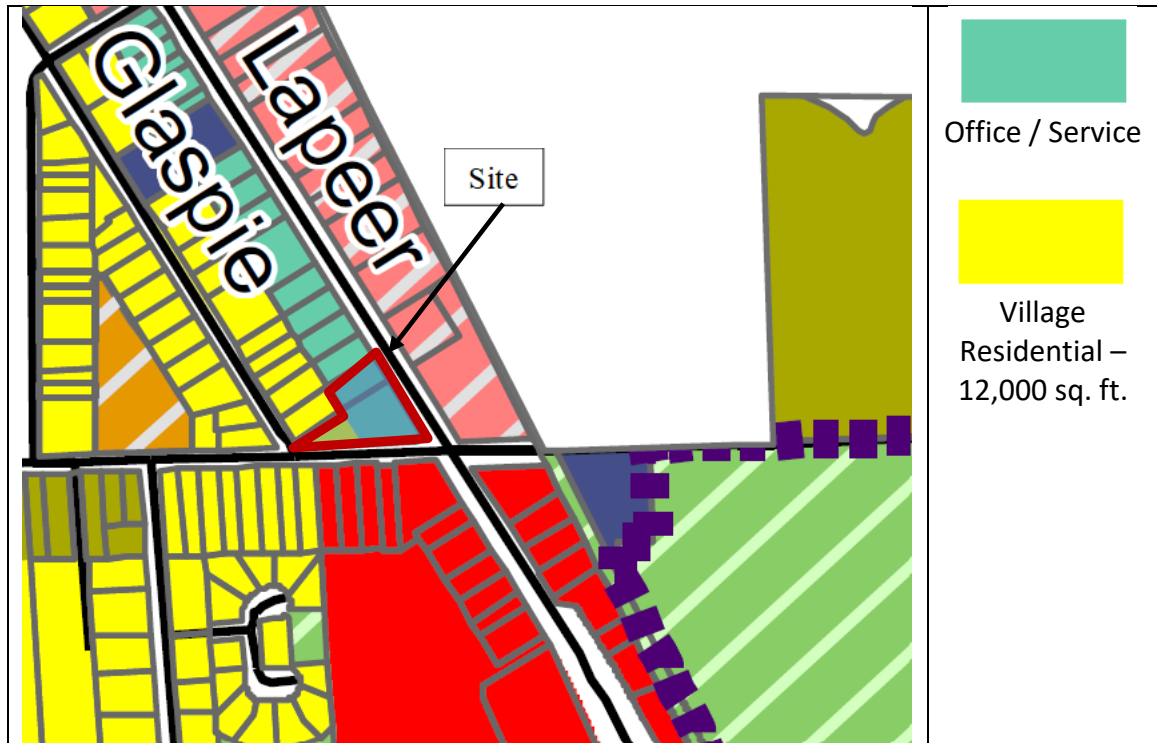 Glaspie
Lapeer
Site
Office / Service
Village
Residential –
12,000 sq. ft.